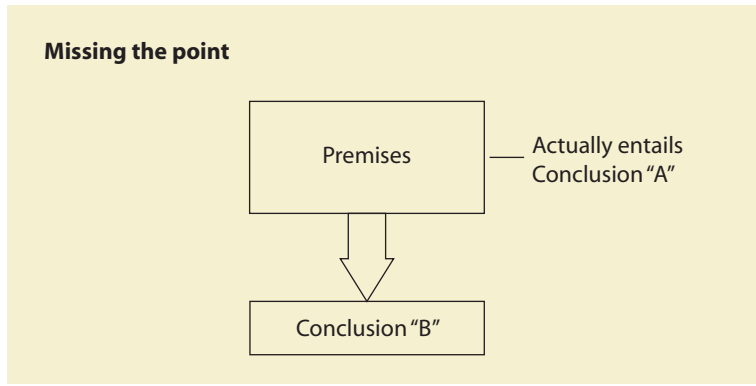 Missing the point
Premises
Actually entails
Conclusion “A”
Conclusion “B”